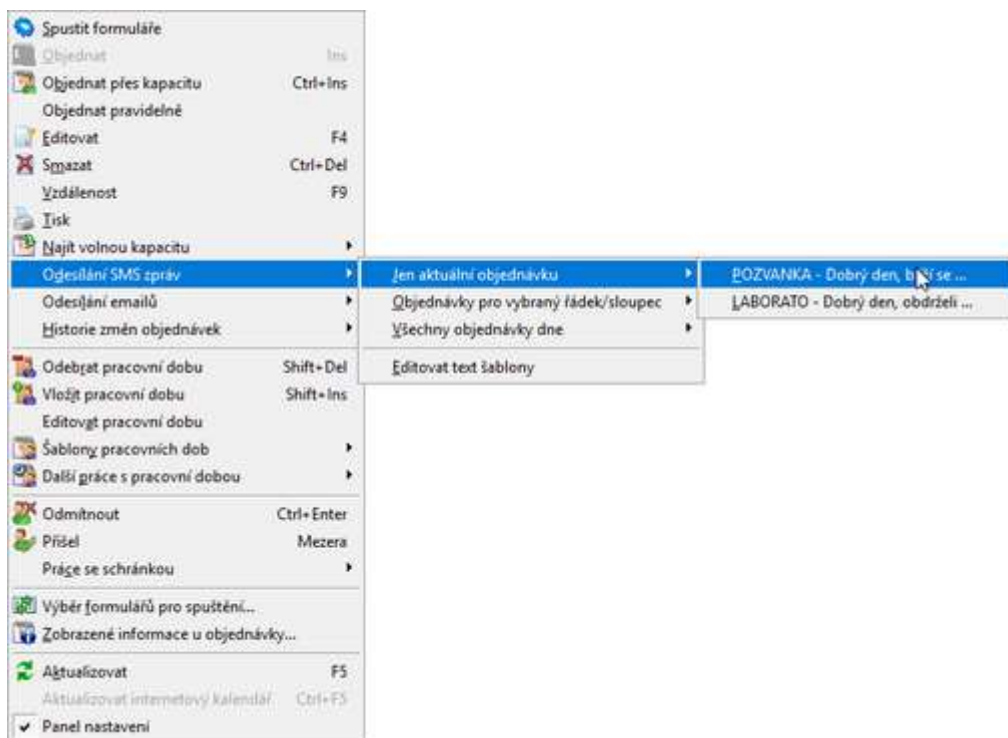 Spustit formuláře
Objednat Ins
Objednat přes kapacitu Ctrl+Ins
Objednat pravidelně
Editovat F4
Smazat Ctrl+Del
Vzdálenost F9
Tisk
Najít volnou kapacitu
Odesílání SMS zpráv
Odesílání emailů
Historie změn objednávek
Odebrat pracovní dobu Shift+Del
Vložit pracovní dobu Shift+Ins
Editovat pracovní dobu
Šablony pracovních dob
Další práce s pracovní dobou
Odmítnout Ctrl+Enter
Přišel Mezera
Práce se schránkou
Výběr formulářů pro spuštění...
Zobrazené informace u objednávky...
Aktualizovat F5
Aktualizovat internetový kalendář Ctrl+F5
Panel nastavení
Jen aktuální objednávku
Objednávky pro vybraný řádek/sloupec
Všechny objednávky dne
Editovat text šablony
POZVANKA - Dobrý den, se ...
LABORATO - Dobrý den, obdrželi ...